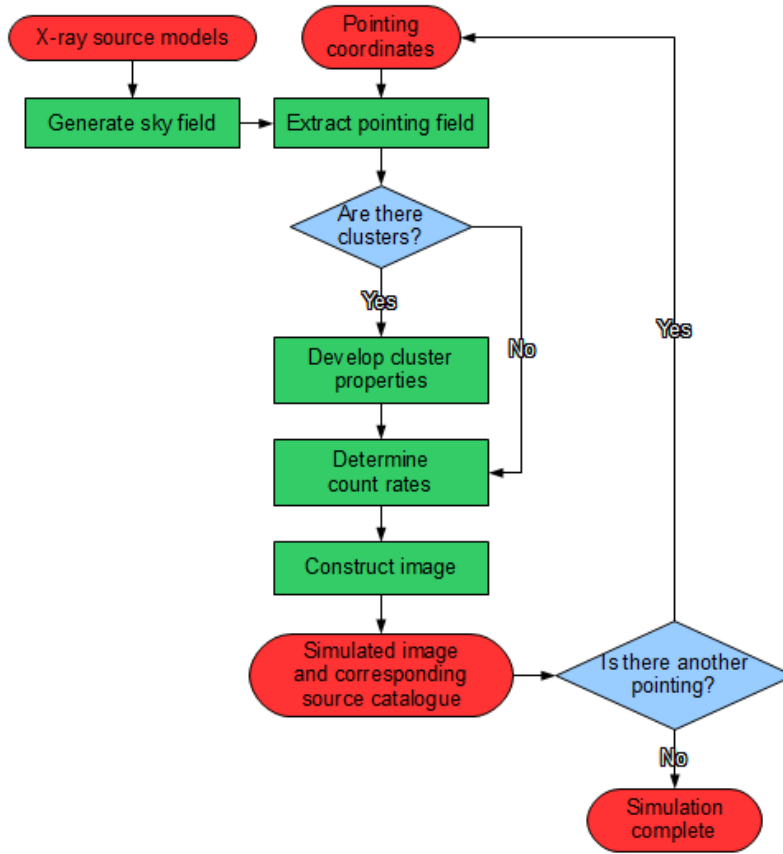 X-ray source models
Pointing
coordinates
Generate sky field
Extract pointing field
Are there
clusters?
Yes
No
Yes
Develop cluster
properties
Determine
count rates
Construct image
Simulated image
and corresponding
source catalogue
Is there another
pointing?
No
Simulation
complete